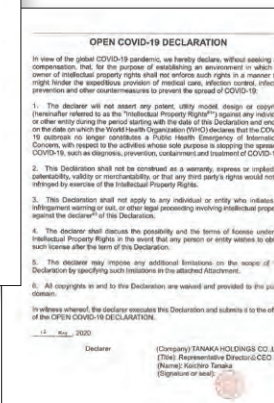 OPEN COVID-19 DECLARATION
In view of the global COVID-19 pandemic, we hereby declare, without seeking
compensation, that, for the purpose of establishing an environment in which
owner of intellectual property rights shall not enforce such rights in a manner
might hinder the expeditious provision of medical care, infection control, infec
prevention and other countermeasures to prevent the spread of COVID-19.
1. The declarer will not assert any patent, utility model, design or copyr
(hereinafter referred to as the "Intellectual Property Rights") against any individ
or other entity during the period starting with the date of this Declaration and end
on the date on which the World Health Organization (WHO) declares that the COV
19 outbreak no longer constitutes a Public Health Emergency of Internatio
Concern, with respect to the activities whose sole purpose is stopping the sprea
COVID-19, such as diagnosis, prevention, containment and treatment of COVID-1
2. This Declaration shall not be construed as a warranty, express or implied
patentability, validity or merchantability, or that any third party's rights would not
infringed by exercise of the Intellectual Property Rights.
3. This Declaration shall not apply to any individual or entity who initiates
infringement warning or suit, or other legal proceeding involving intellectual prope
against the declarer of this Declaration.
4. The declarer shall discuss the possibility and the terms of license under
Intellectual Property Rights in the event that any person or entity wishes to obt
such license after the term of this Declaration.
5. The declarer may impose any additional limitations on the scope of
Declaration by specifying such limitations in the attached Attachment.
6. All copyrights in and to this Declaration are waived and provided to the pu
domain.
In witness whereof, the declarer executes this Declaration and submits it to the of
of the OPEN COVID-19 DECLARATION.
May , 2020
Declarer (Company) TANAKA HOLDINGS CO.,L
(Title): Representative Director & CEO
(Name): Koichiro Tanaka
(Signature or seal):